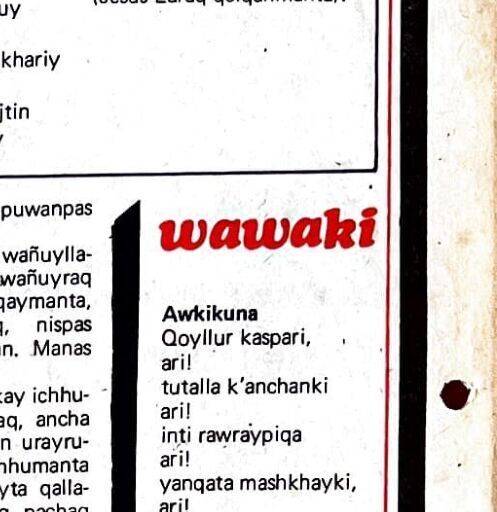 uy
khariy
jtin
puwanpas
wañuylla-
wañuyraq
qaymanta,
nispas
n. Manas
kay ichhu-
aq, ancha
n urayru-
nhumanta
yta qalla-
wawaki
Awkikuna
Qoyllur kaspari,
ari!
tutalla k'anchanki
ari!
inti rawraypiqa
ari!
yanqata mashkhayki,
ari!